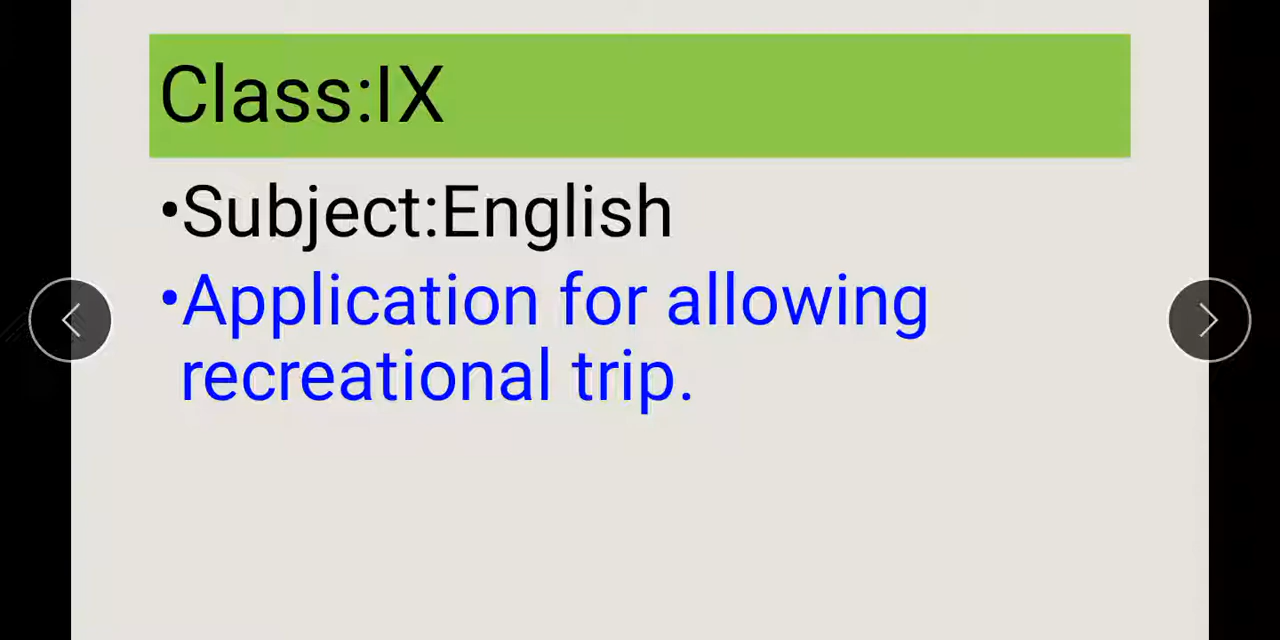 Class:IX
•Subject:English
•Application for allowing
recreational trip.